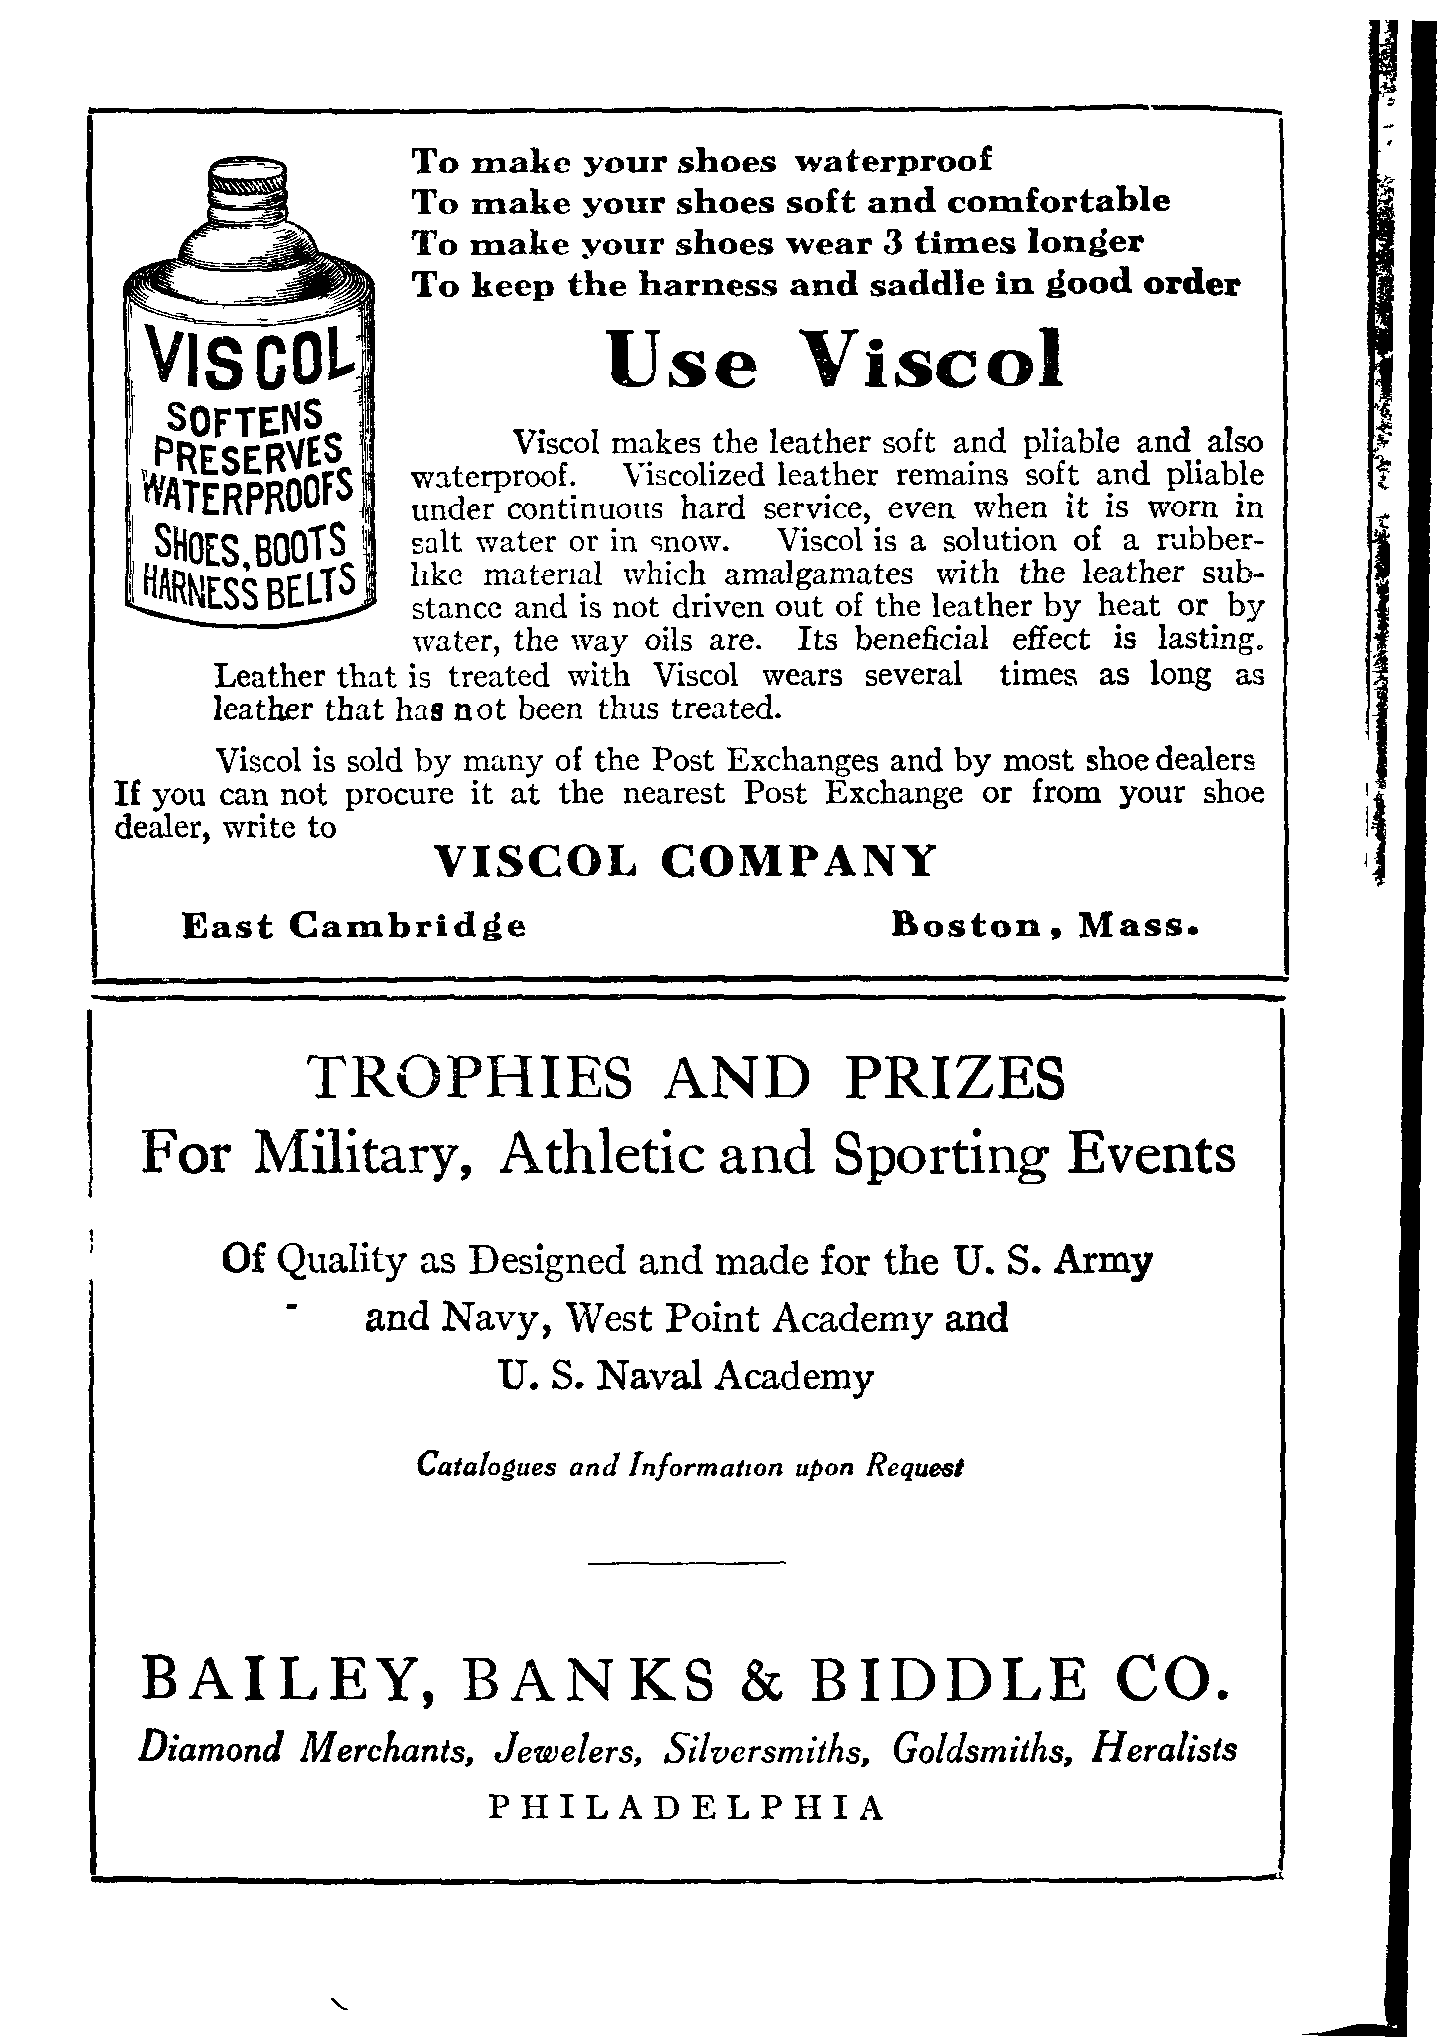 To make your shoes waterproof
To make your shoes soft and comfortable
To make your shoes wear 3 times longer
To keep the harness and saddle in good order
VISCOL
SOFTENS
PRESERVES
WATERPROOFS
SHOES, BOOTS
HARNESS BELTS
Use Viscol
Viscol makes the leather soft and pliable and also
waterproof. Viscolized leather remains soft and pliable
under continuous hard service, even when it is worn in
salt water or in snow. Viscol is a solution of a rubber-
like material which amalgamates with the leather sub-
stance and is not driven out of the leather by heat or by
water, the way oils are. Its beneficial effect is lasting.
Leather that is treated with Viscol wears several times as long as
leather that has not been thus treated.
Viscol is sold by many of the Post Exchanges and by most shoe dealers
If you can not procure it at the nearest Post Exchange or from your shoe
dealer, write to
VISCOL COMPANY
East Cambridge Boston, Mass.
TROPHIES AND PRIZES
For Military, Athletic and Sporting Events
Of Quality as Designed and made for the U. S. Army
and Navy, West Point Academy and
U. S. Naval Academy
Catalogues and Information upon Request
BAILEY, BANKS & BIDDLE CO.
Diamond Merchants, Jewelers, Silversmiths, Goldsmiths, Heralists
PHILADELPHIA